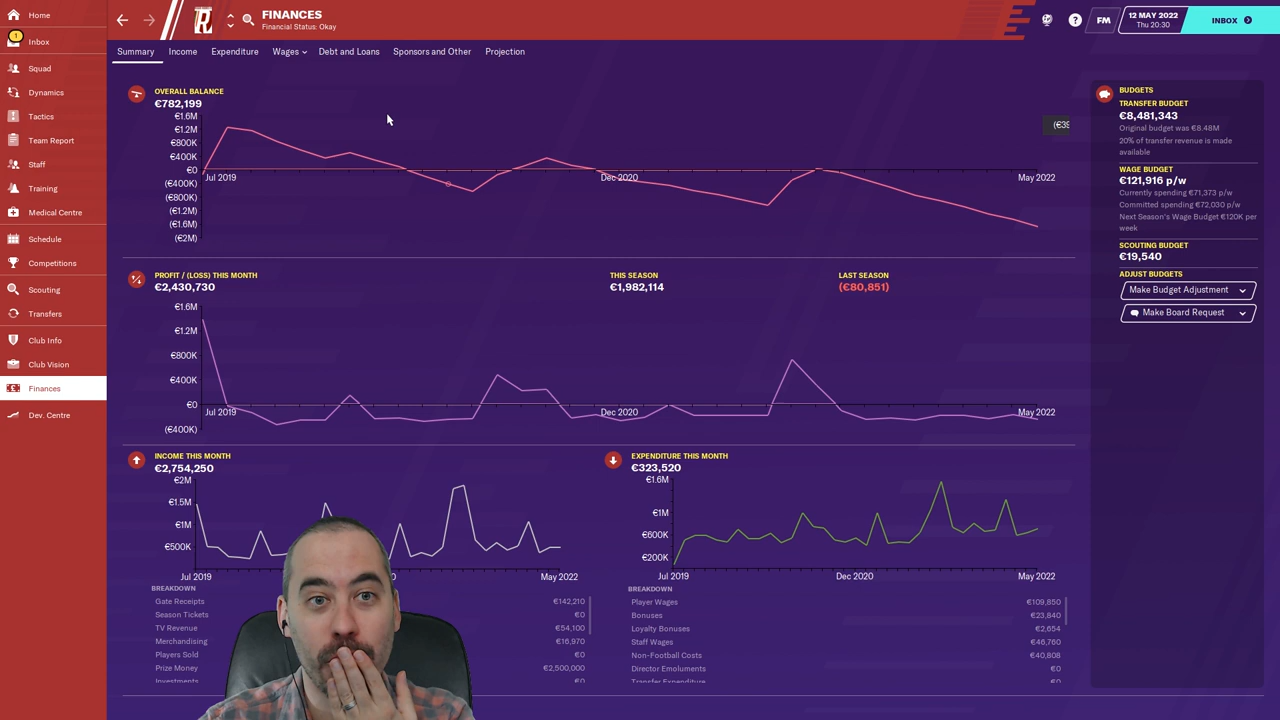 Home
1
Inbox
Squad
Dynamics
Tactics
Team Report
Staff
Training
Medical Centre
Schedule
Competitions
Scouting
Transfers
Club Info
Club Vision
Finances
Dev. Centre
R
FINANCES
Financial Status: Okay
?
FM
12 MAY 2022
Thu 20:30
INBOX
Summary
Income
Expenditure
Wages
Debt and Loans
Sponsors and Other
Projection
OVERALL BALANCE
€782,199
€1.6M
€1.2M
€800K
€400K
€0
(€400K)
(€800K)
(€1.2M)
(€1.6M)
(€2M)
Jul 2019
Dec 2020
May 2022
(€39
PROFIT / (LOSS) THIS MONTH
€2,430,730
THIS SEASON
€1,982,114
LAST SEASON
(€80,851)
€1.6M
€1.2M
€800K
€400K
€0
(€400K)
Jul 2019
Dec 2020
May 2022
INCOME THIS MONTH
€2,754,250
€2M
€1.5M
€1M
€500K
Jul 2019
0
May 2022
BREAKDOWN
Gate Receipts €142,210
Season Tickets €0
TV Revenue €54,100
Merchandising €16,970
Players Sold €0
Prize Money €2,500,000
Investments €0
EXPENDITURE THIS MONTH
€323,520
€1.6M
€1M
€600K
€200K
Jul 2019
Dec 2020
May 2022
BREAKDOWN
Player Wages €109,850
Bonuses €23,840
Loyalty Bonuses €2,654
Staff Wages €46,760
Non-Football Costs €40,808
Director Emoluments €0
Transfer Expenditure €0
BUDGETS
TRANSFER BUDGET
€8,481,343
Original budget was €8.48M
20% of transfer revenue is made
available
WAGE BUDGET
€121,916 p/w
Currently spending €71,373 p/w
Committed spending €72,030 p/w
Next Season's Wage Budget €120K per
week
SCOUTING BUDGET
€19,540
ADJUST BUDGETS
Make Budget Adjustment
Make Board Request